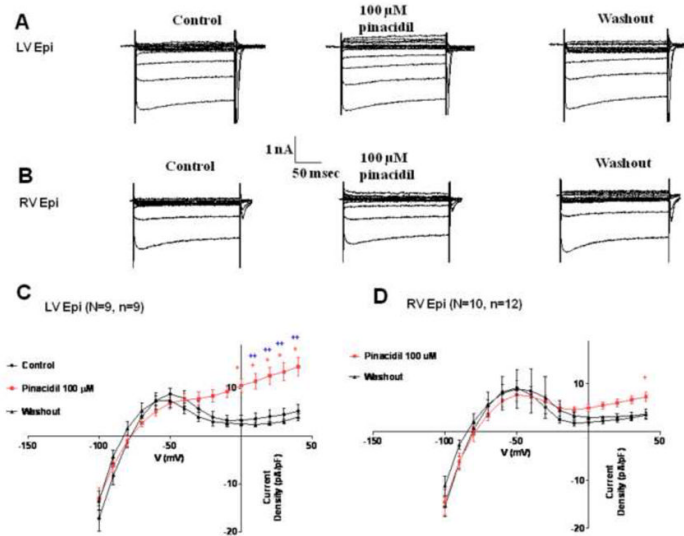 A
LV Epi
Control
100 μM
pinacidil
Washout
1 nA
50 msec
B
RV Epi
Control
100 μM
pinacidil
Washout
C
LV Epi (N=9, n=9)
Control
Pinacidil 100 μM
Washout
** ** ** **
* * * * *
10
-150
-100
-50
50
V (mV)
-10
-20
Current
Density (pA/pF)
D
RV Epi (N=10, n=12)
Pinacidil 100 uM
Washout
*
10
-150
-100
-50
50
V (mV)
-10
-20
Current
Density (pA/pF)